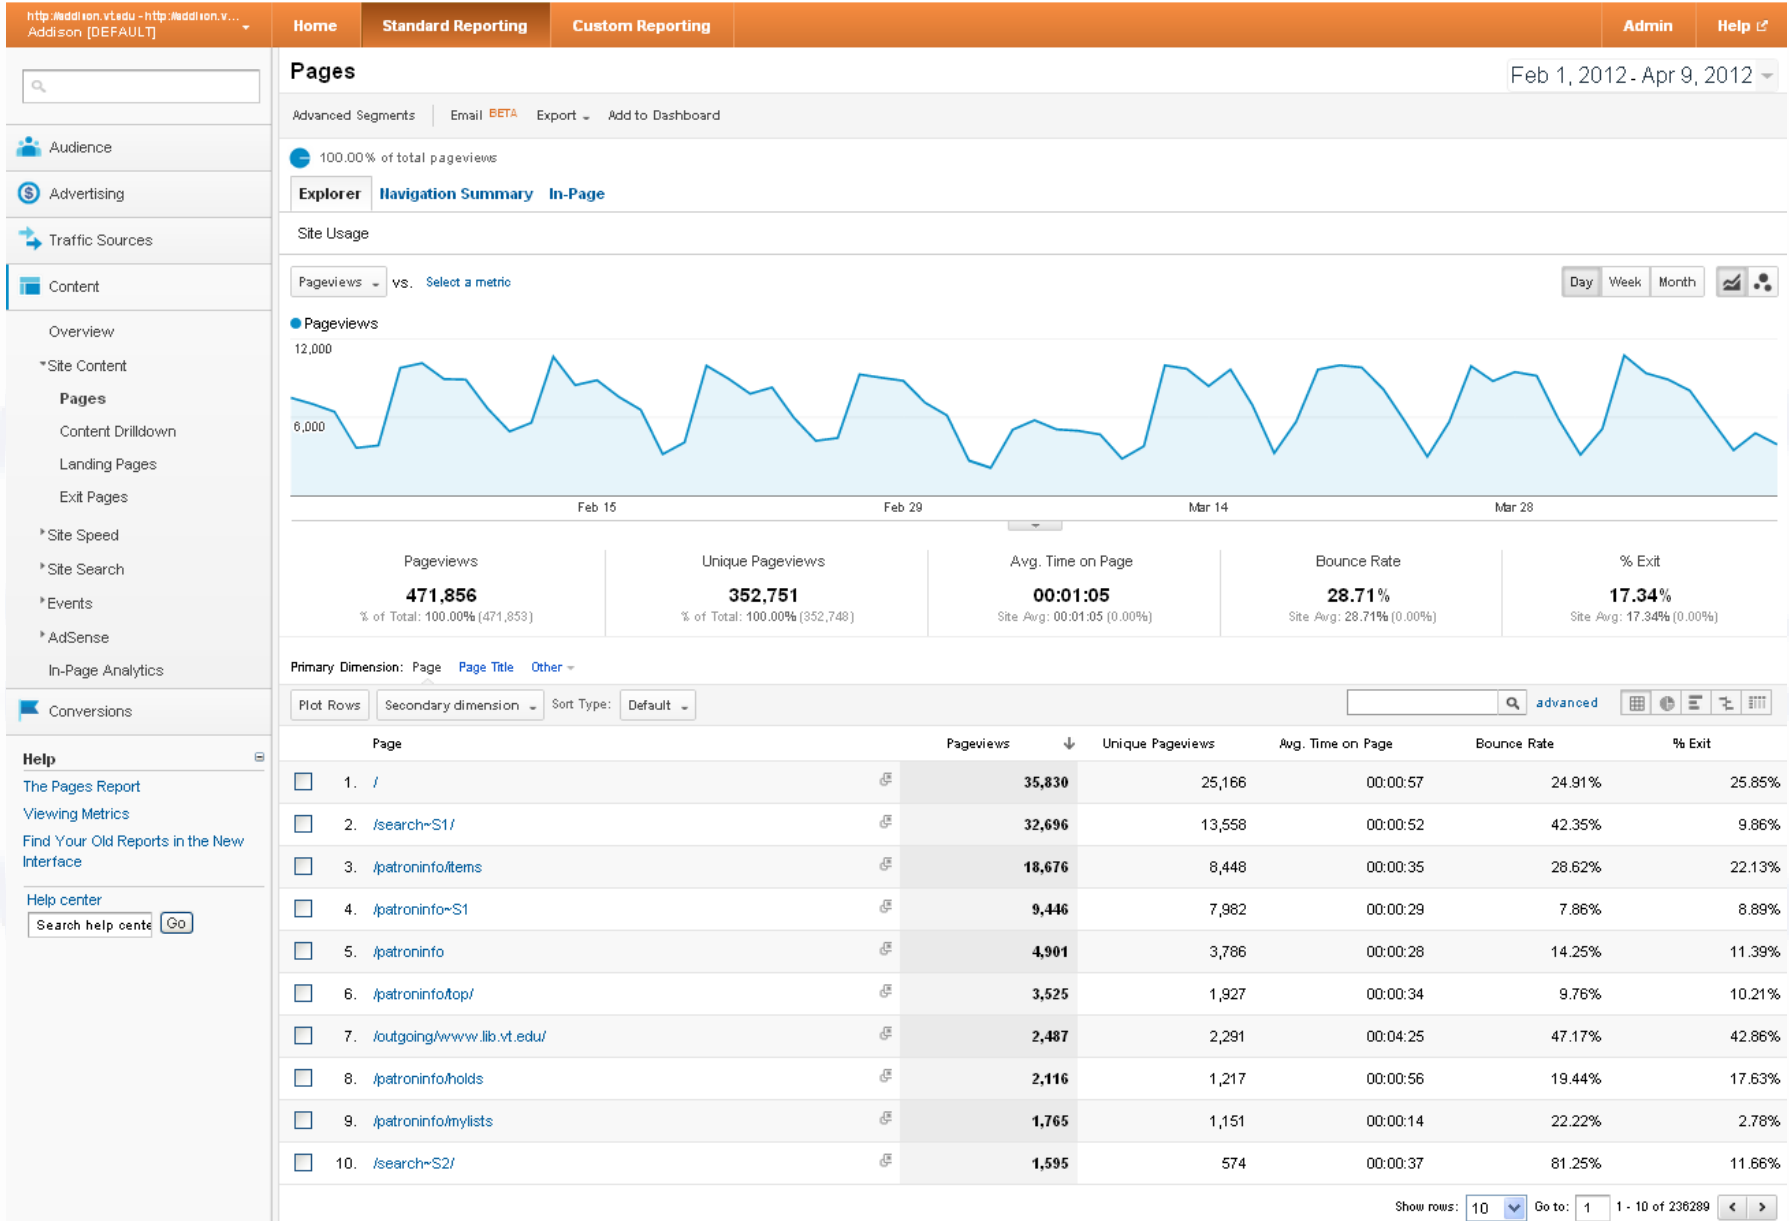 http://addison.vt.edu - http://addison.v...
Addison [DEFAULT]
Home
Standard Reporting
Custom Reporting
Admin
Help
Pages
Feb 1, 2012 - Apr 9, 2012
Advanced Segments
Email BETA
Export
Add to Dashboard
Audience
Advertising
Traffic Sources
Content
Overview
Site Content
Pages
Content Drilldown
Landing Pages
Exit Pages
Site Speed
Site Search
Events
AdSense
In-Page Analytics
Conversions
Help
The Pages Report
Viewing Metrics
Find Your Old Reports in the New
Interface
Help center
Search help cente Go
100.00% of total pageviews
Explorer Navigation Summary In-Page
Site Usage
Pageviews vs. Select a metric
Day Week Month
Pageviews
12,000
6,000
Feb 15 Feb 29 Mar 14 Mar 28
Pageviews
471,856
% of Total: 100.00% (471,853)
Unique Pageviews
352,751
% of Total: 100.00% (352,748)
Avg. Time on Page
00:01:05
Site Avg: 00:01:05 (0.00%)
Bounce Rate
28.71%
Site Avg: 28.71% (0.00%)
% Exit
17.34%
Site Avg: 17.34% (0.00%)
Primary Dimension: Page Page Title Other
Plot Rows Secondary dimension Sort Type: Default advanced
Page Pageviews Unique Pageviews Avg. Time on Page Bounce Rate % Exit
1. / 35,830 25,166 00:00:57 24.91% 25.85%
2. /search~S1/ 32,696 13,558 00:00:52 42.35% 9.86%
3. /patroninfo/items 18,676 8,448 00:00:35 28.62% 22.13%
4. /patroninfo~S1 9,446 7,982 00:00:29 7.86% 8.89%
5. /patroninfo 4,901 3,786 00:00:28 14.25% 11.39%
6. /patroninfo/top/ 3,525 1,927 00:00:34 9.76% 10.21%
7. /outgoing/www.lib.vt.edu/ 2,487 2,291 00:04:25 47.17% 42.86%
8. /patroninfo/holds 2,116 1,217 00:00:56 19.44% 17.63%
9. /patroninfo/mylists 1,765 1,151 00:00:14 22.22% 2.78%
10. /search~S2/ 1,595 574 00:00:37 81.25% 11.66%
Show rows: 10 Go to: 1 1 - 10 of 236289